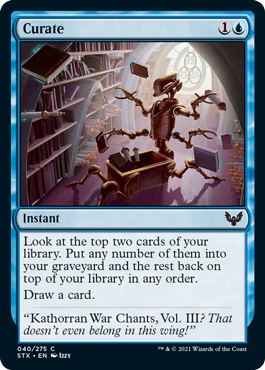 Curate 1
Instant
Look at the top two cards of your
library. Put any number of them into
your graveyard and the rest back on
top of your library in any order.
Draw a card.
“Kathorran War Chants, Vol. III? That
doesn’t even belong in this wing!”
040/275 C
STX • EN Izzy
™ & © 2021 Wizards of the Coast